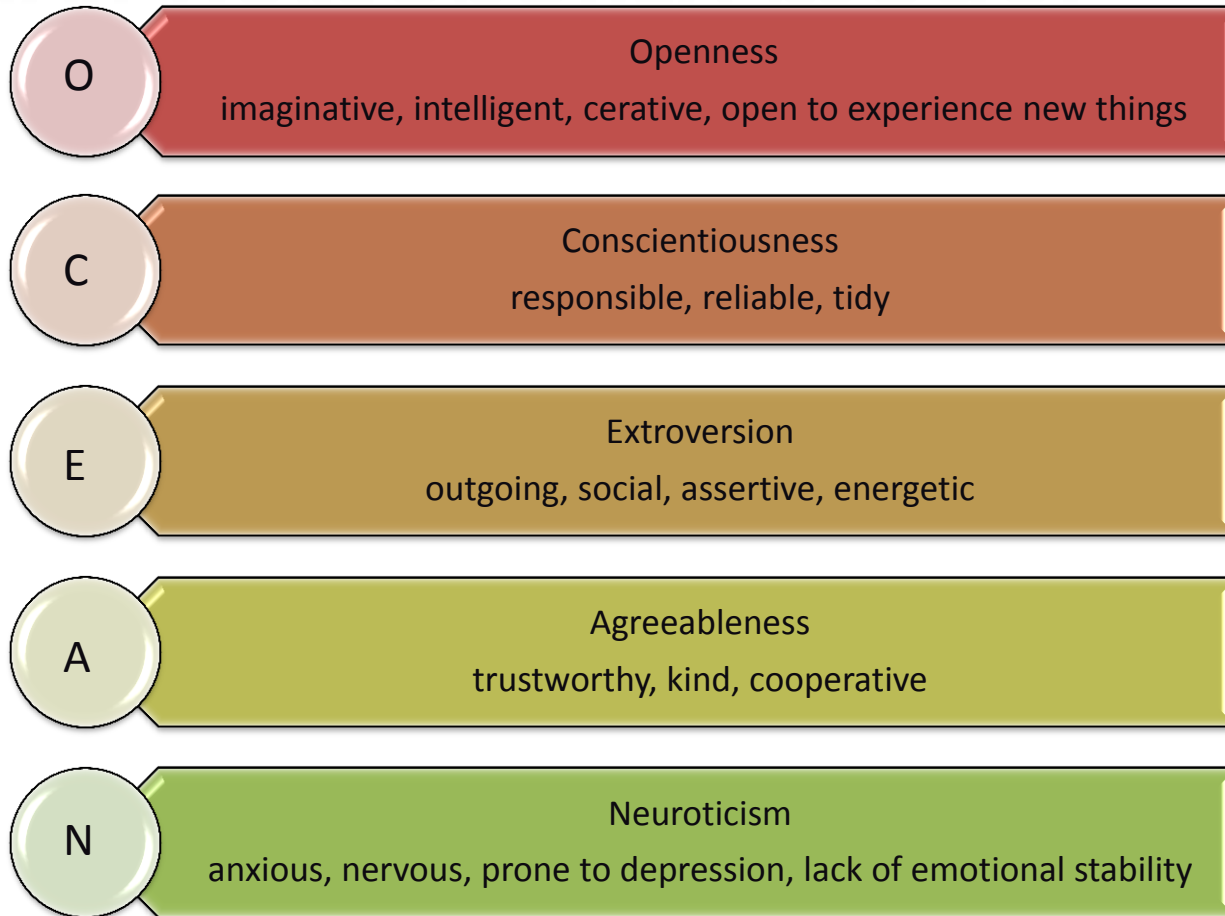 O
Openness
imaginative, intelligent, cerative, open to experience new things
C
Conscientiousness
responsible, reliable, tidy
E
Extroversion
outgoing, social, assertive, energetic
A
Agreeableness
trustworthy, kind, cooperative
N
Neuroticism
anxious, nervous, prone to depression, lack of emotional stability